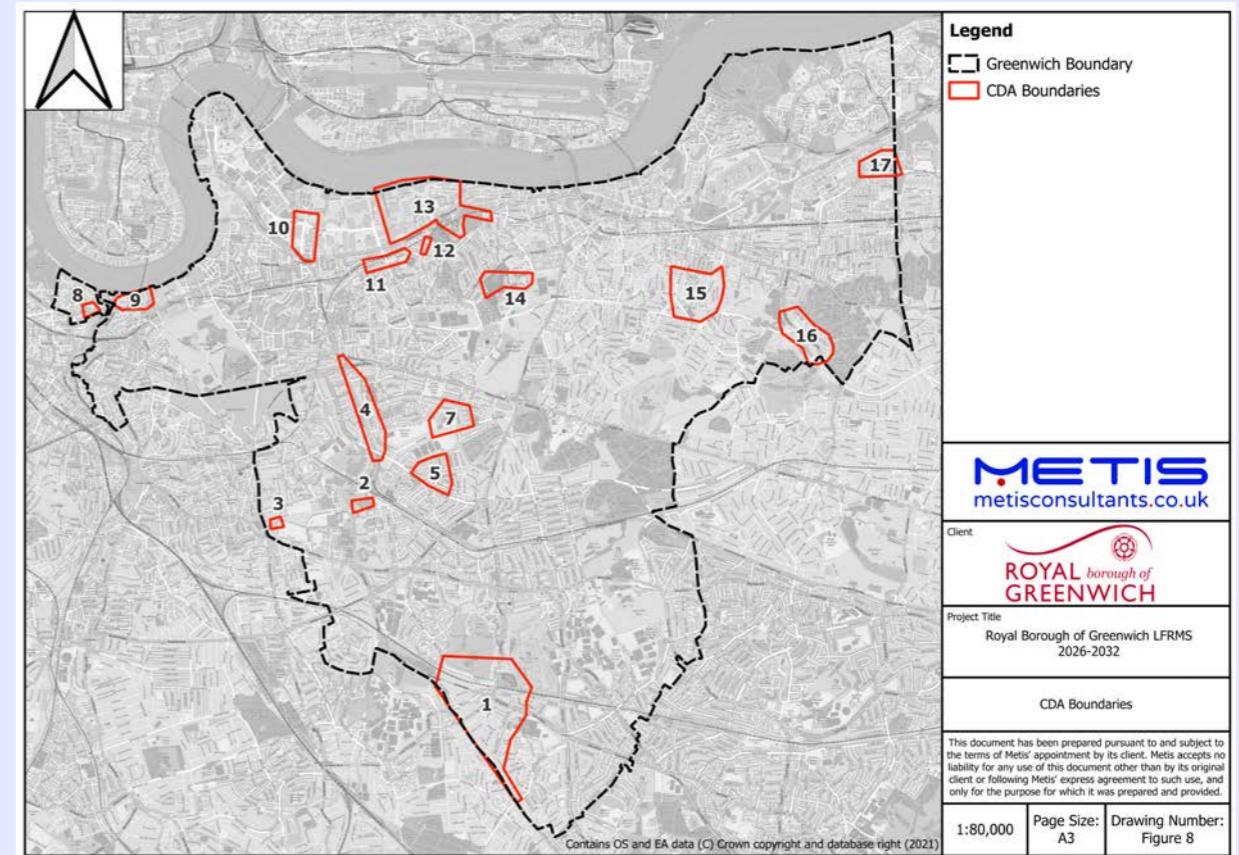 Legend
Greenwich Boundary
CDA Boundaries
17
13
10
12
11
8
9
14
15
16
4
7
5
2
3
1
METIS
metisconsultants.co.uk
Client
ROYAL borough of
GREENWICH
Project Title
Royal Borough of Greenwich LFRMS
2026-2032
CDA Boundaries
This document has been prepared pursuant to and subject to
the terms of Metis' appointment by its client. Metis accepts no
liability for any use of this document other than by its original
client or following Metis' express agreement to such use, and
only for the purpose for which it was prepared and provided.
Contains OS and EA data (C) Crown copyright and database right (2021)
1:80,000
Page Size:
A3
Drawing Number:
Figure 8